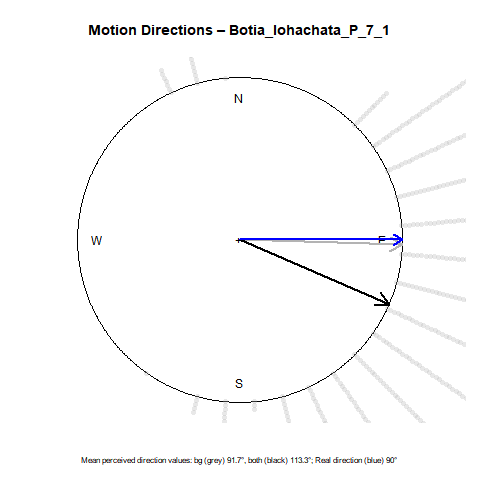 Motion Directions – Botia_lohachata_P_7_1
N
W
E
S
Mean perceived direction values: bg (grey) 91.7°, both (black) 113.3°; Real direction (blue) 90°